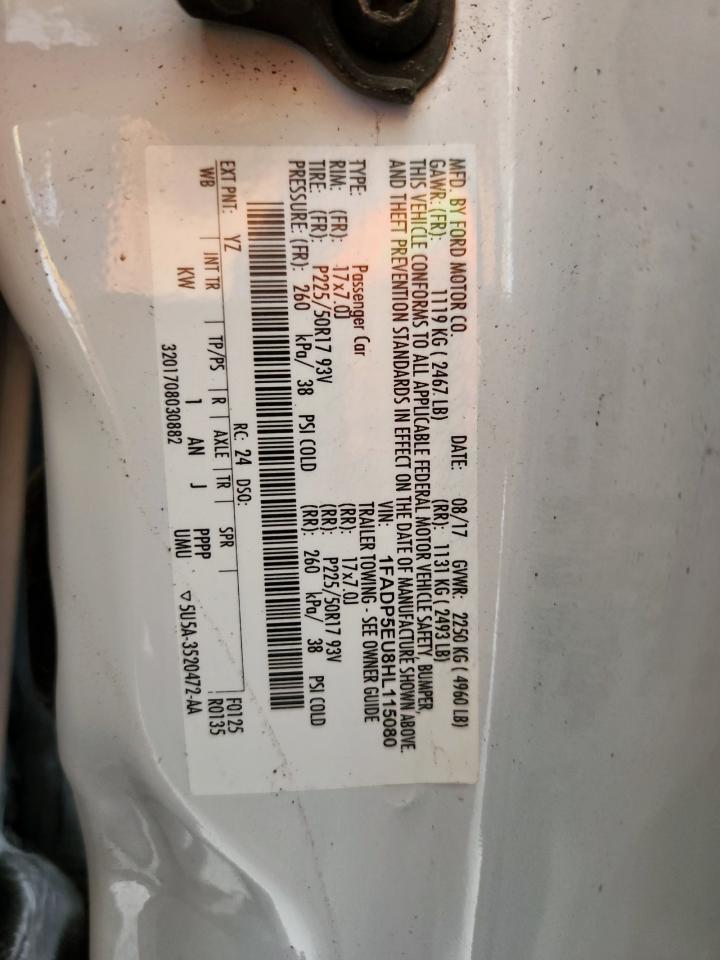 MFD. BY FORD MOTOR CO. DATE: 08/17 GVWR: 2250 KG ( 4960 LB)
GAWR: (FR): 1119 KG ( 2467 LB) (RR): 1131 KG ( 2493 LB)
THIS VEHICLE CONFORMS TO ALL APPLICABLE FEDERAL MOTOR VEHICLE SAFETY, BUMPER,
AND THEFT PREVENTION STANDARDS IN EFFECT ON THE DATE OF MANUFACTURE SHOWN ABOVE.
VIN: 1FADP5EU8HL115080
TYPE: Passenger Car TRAILER TOWING - SEE OWNER GUIDE
RIM: (FR): 17x7.0J (RR): 17x7.0J
TIRE: (FR): P225/50R17 93V (RR): P225/50R17 93V
PRESSURE: (FR): 260 kPa/ 38 PSI COLD (RR): 260 kPa/ 38 PSI COLD
F0125
R0135
EXT PNT: YZ RC: 24 DSO:
WB INT TR TP/PS R AXLE TR SPR
KW 1 AN J PPPP
UMU
3201708030882 ▽5U5A-3520472-AA